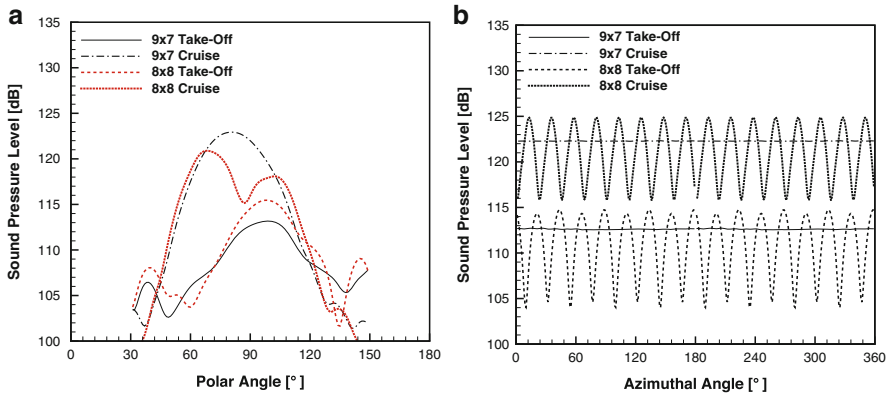 a
Sound Pressure Level [dB]
135
130
125
120
115
110
105
100
9x7 Take-Off
9x7 Cruise
8x8 Take-Off
8x8 Cruise
0 30 60 90 120 150 180
Polar Angle [°]
b
Sound Pressure Level [dB]
135
130
125
120
115
110
105
100
9x7 Take-Off
9x7 Cruise
8x8 Take-Off
8x8 Cruise
0 60 120 180 240 300 360
Azimuthal Angle [°]